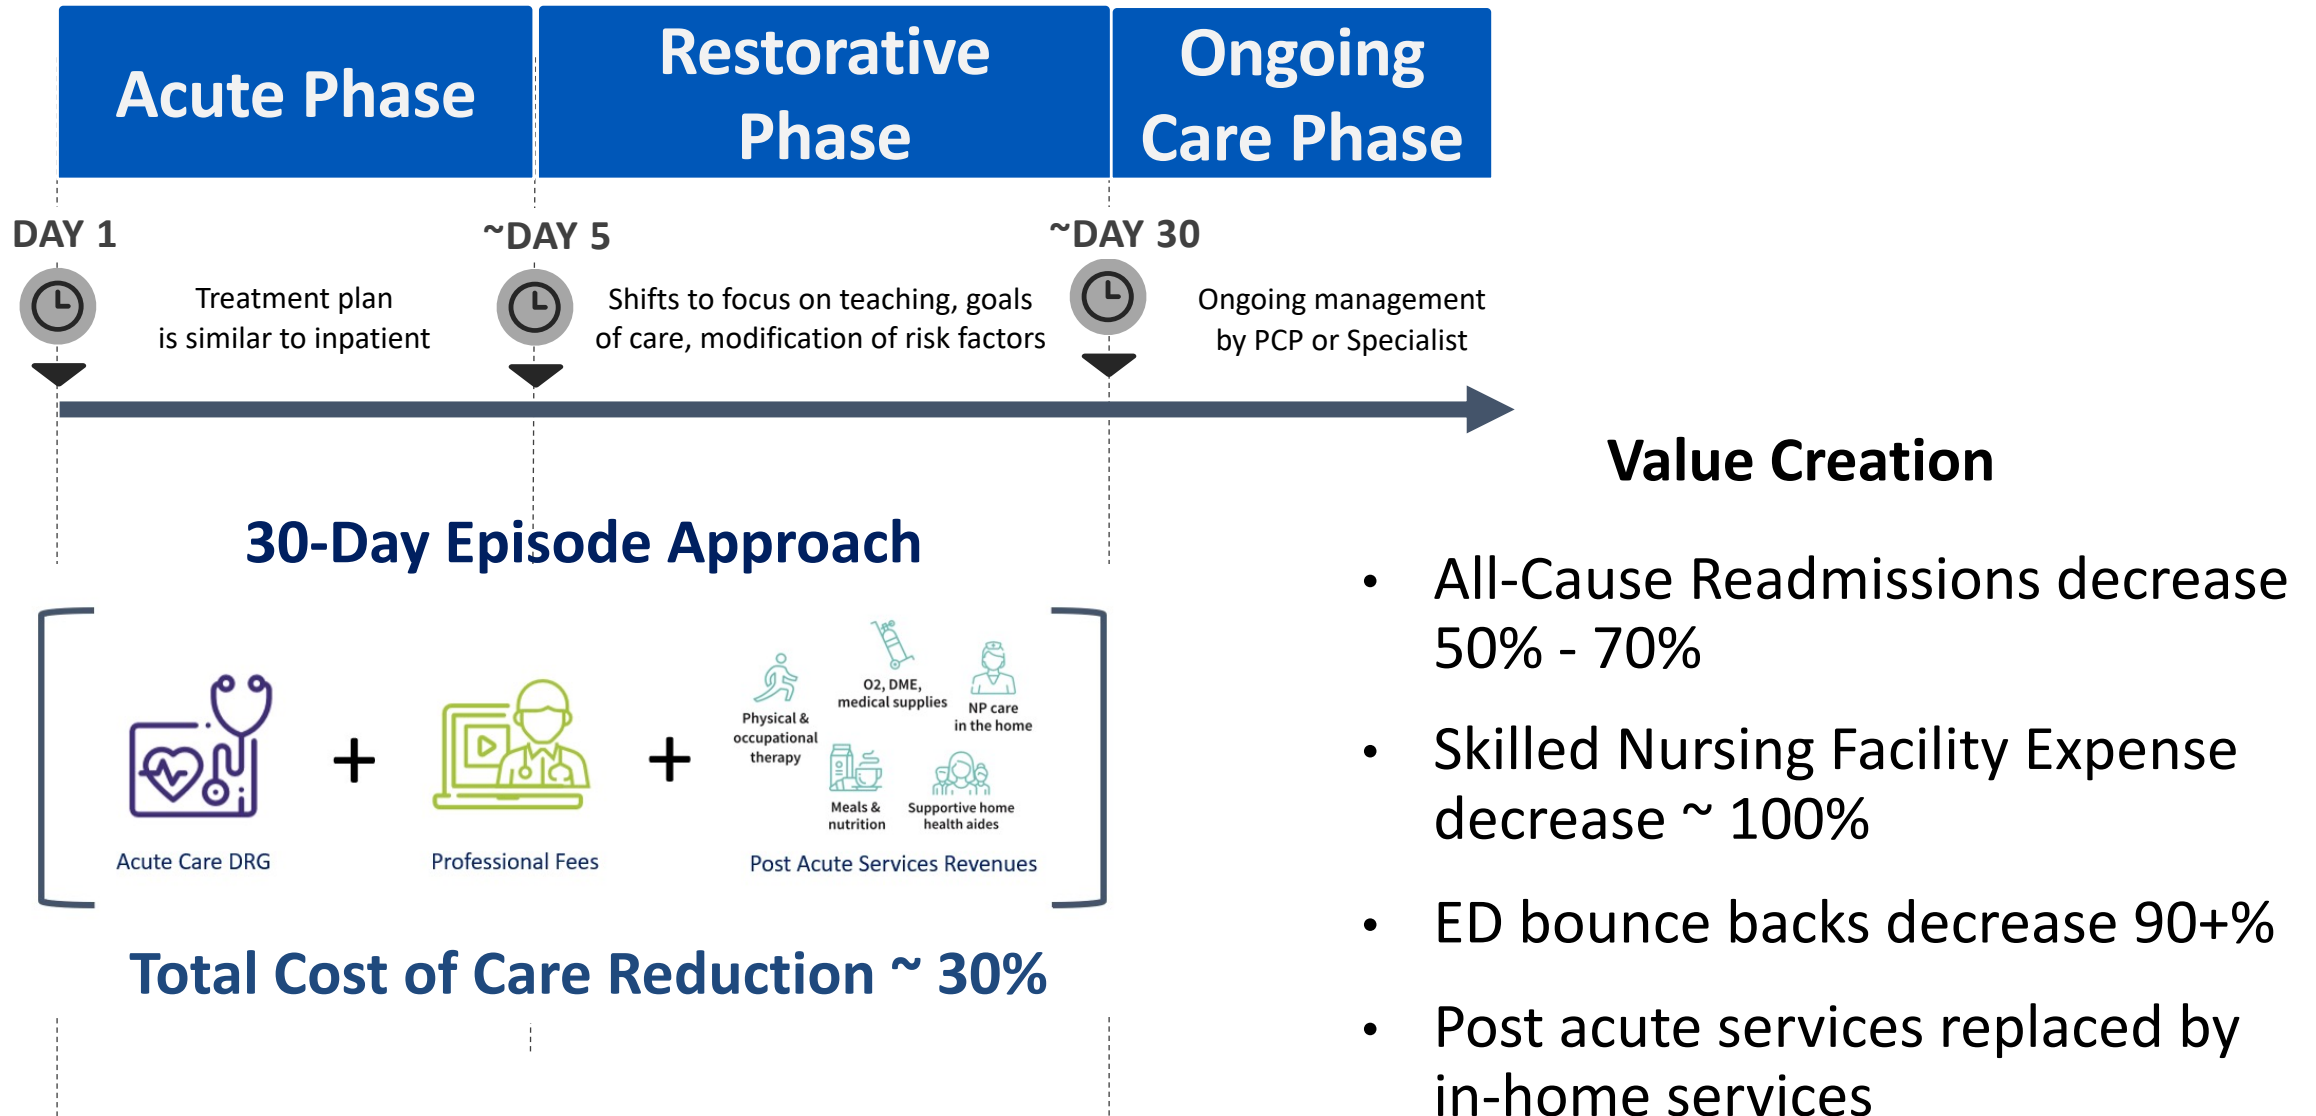 Acute Phase
Restorative
Phase
Ongoing
Care Phase
DAY 1
~DAY 5
~DAY 30
Treatment plan
is similar to inpatient
Shifts to focus on teaching, goals
of care, modification of risk factors
Ongoing management
by PCP or Specialist
30-Day Episode Approach
Acute Care DRG
+
Professional Fees
+
Physical &
occupational
therapy
O2, DME,
medical supplies
NP care
in the home
Meals &
nutrition
Supportive home
health aides
Post Acute Services Revenues
Total Cost of Care Reduction ~ 30%
Value Creation
• All-Cause Readmissions decrease
50% - 70%
• Skilled Nursing Facility Expense
decrease ~ 100%
• ED bounce backs decrease 90+%
• Post acute services replaced by
in-home services